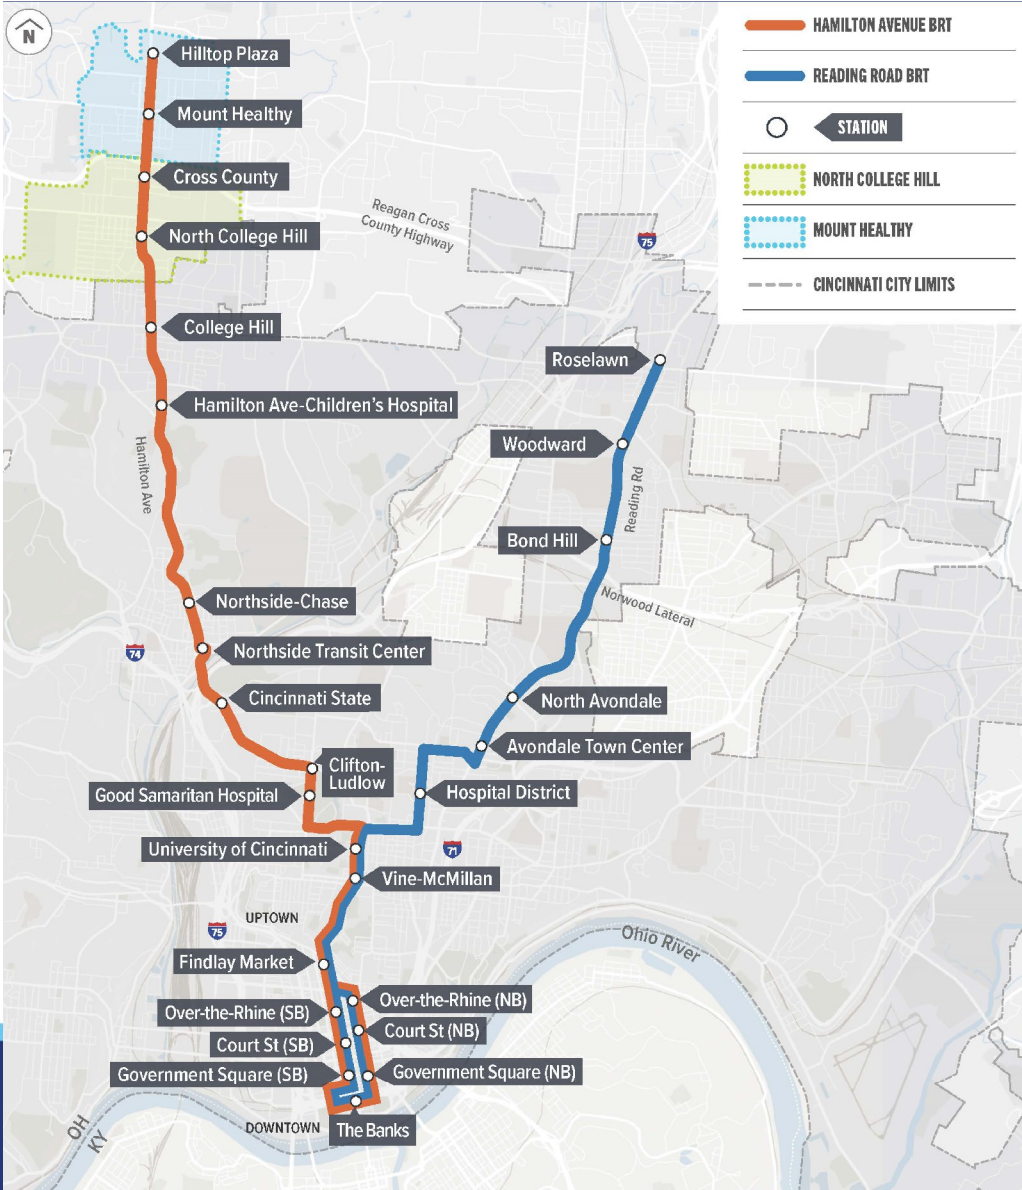 N
HAMILTON AVENUE BRT
READING ROAD BRT
STATION
NORTH COLLEGE HILL
MOUNT HEALTHY
CINCINNATI CITY LIMITS
Hilltop Plaza
Mount Healthy
Cross County
North College Hill
Reagan Cross
County Highway
75
College Hill
Roselawn
Hamilton Ave-Children's Hospital
Hamilton Ave
Woodward
Reading Rd
Bond Hill
Norwood Lateral
Northside-Chase
74
Northside Transit Center
Cincinnati State
North Avondale
Avondale Town Center
Clifton-
Ludlow
Good Samaritan Hospital
Hospital District
University of Cincinnati
71
Vine-McMillan
UPTOWN
75
Ohio River
Findlay Market
Over-the-Rhine (NB)
Over-the-Rhine (SB)
Court St (NB)
Court St (SB)
Government Square (SB)
Government Square (NB)
OH
KY
DOWNTOWN
The Banks